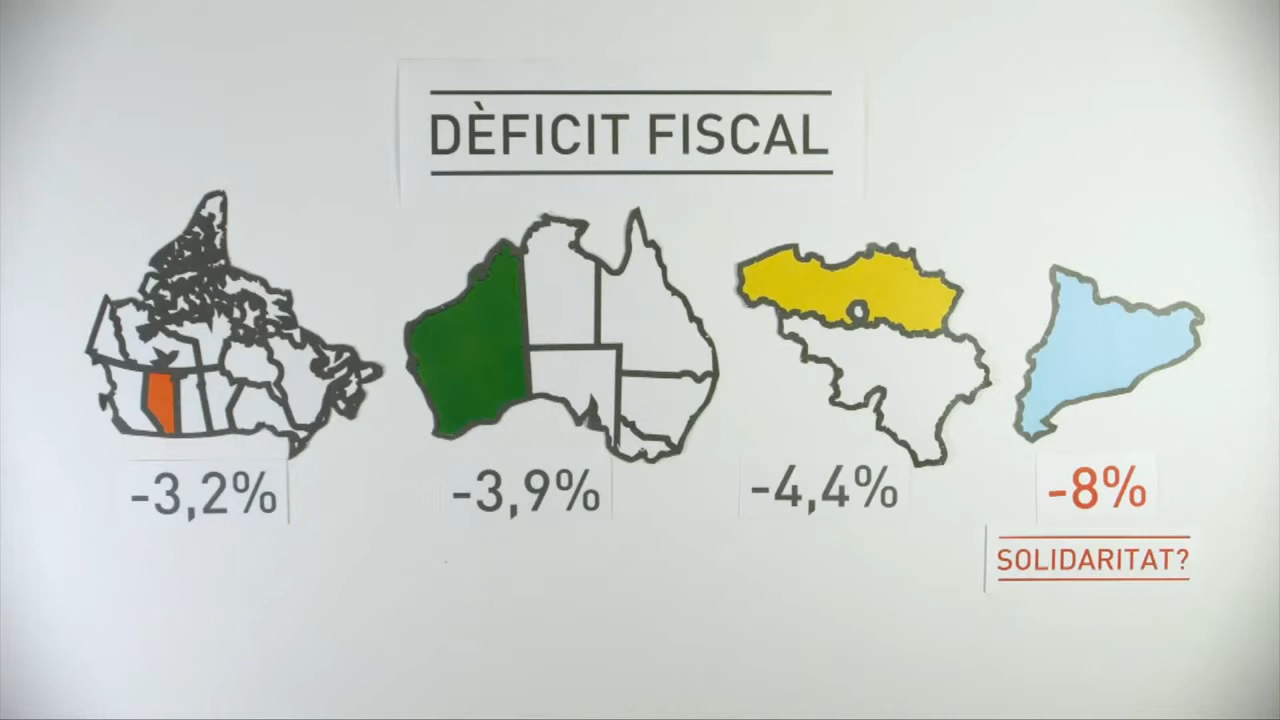 DÈFICIT FISCAL
-3,2%
-3,9%
-4,4%
-8%
SOLIDARITAT?